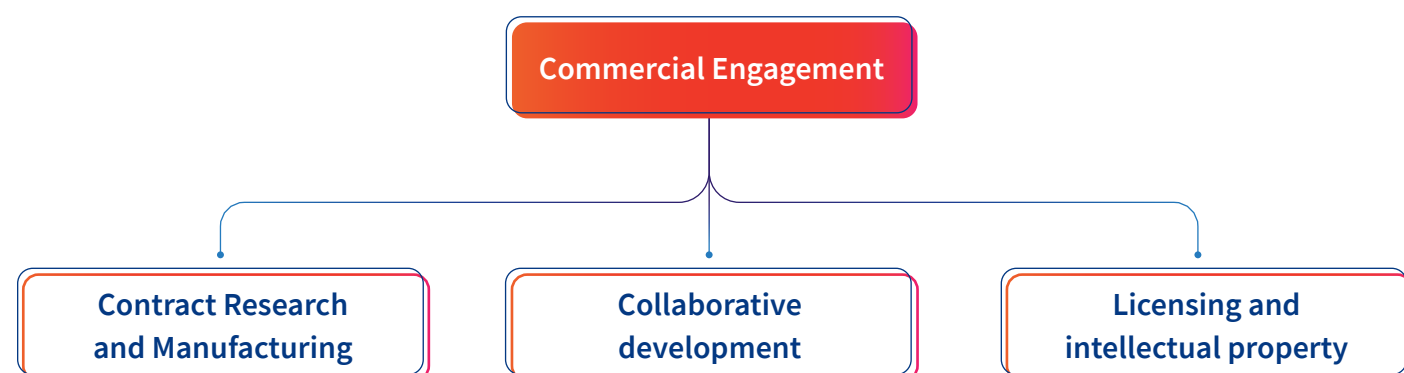 Commercial Engagement
Contract Research
and Manufacturing
Collaborative
development
Licensing and
intellectual property